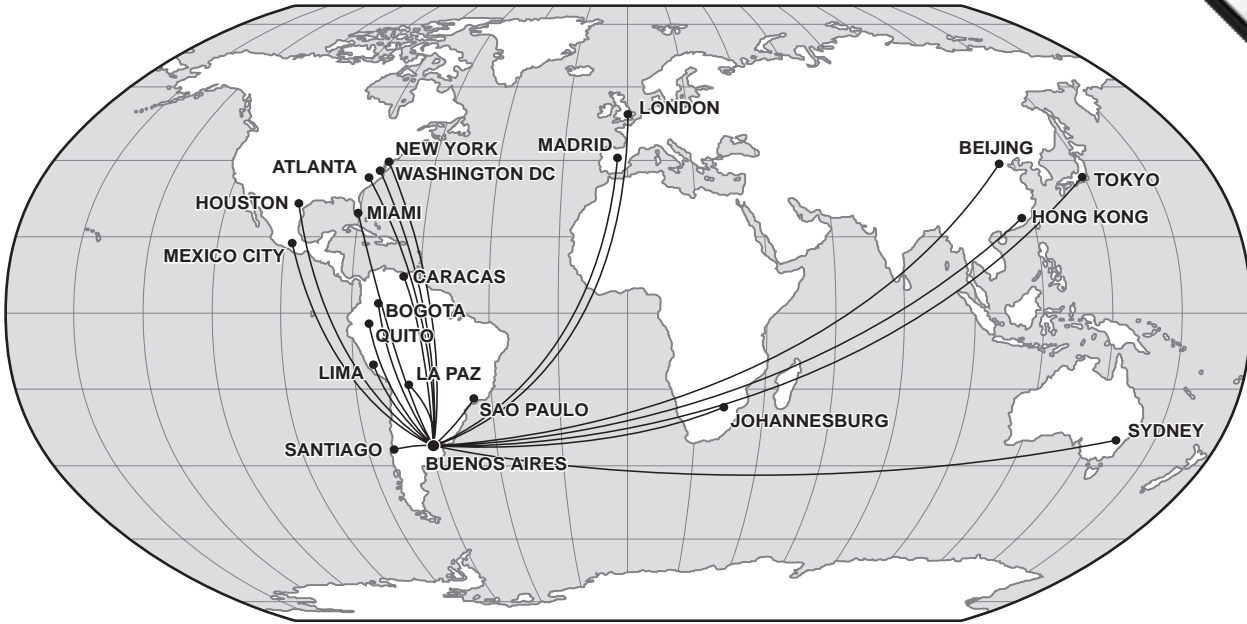 LONDON
MADRID
NEW YORK
BEIJING
ATLANTA
WASHINGTON DC
TOKYO
HOUSTON
MIAMI
HONG KONG
MEXICO CITY
CARACAS
BOGOTA
QUITO
LIMA
LA PAZ
SAO PAULO
JOHANNESBURG
SYDNEY
SANTIAGO
BUENOS AIRES